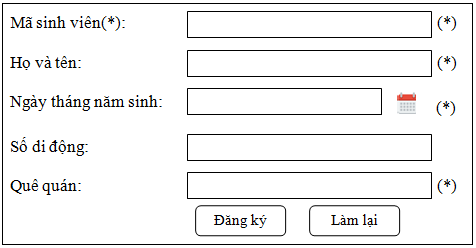 Mã sinh viên(*): (*)
Họ và tên: (*)
Ngày tháng năm sinh: (*)
Số di động:
Quê quán: (*)
Đăng ký Làm lại